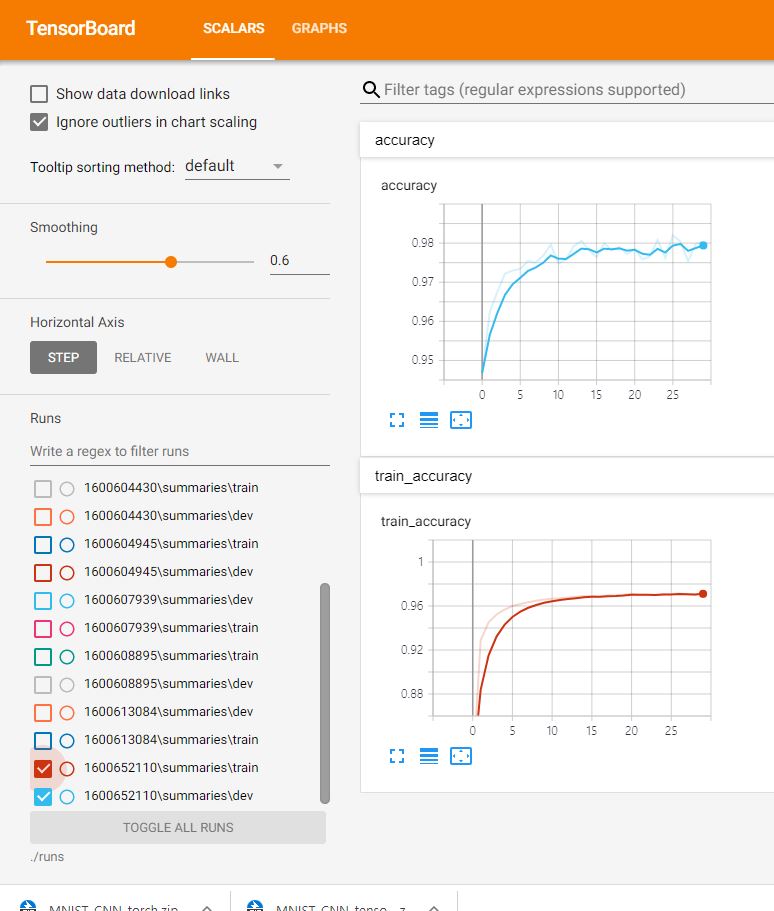 TensorBoard SCALARS GRAPHS
Show data download links
Ignore outliers in chart scaling
Tooltip sorting method: default
Smoothing
0.6
Horizontal Axis
STEP RELATIVE WALL
Runs
Write a regex to filter runs
1600604430\summaries\train
1600604430\summaries\dev
1600604945\summaries\train
1600604945\summaries\dev
1600607939\summaries\dev
1600607939\summaries\train
1600608895\summaries\train
1600608895\summaries\dev
1600613084\summaries\dev
1600613084\summaries\train
1600652110\summaries\train
1600652110\summaries\dev
TOGGLE ALL RUNS
./runs
Filter tags (regular expressions supported)
accuracy
accuracy
0.98
0.97
0.96
0.95
0 5 10 15 20 25
train_accuracy
train_accuracy
1
0.96
0.92
0.88
0 5 10 15 20 25
MNIST_CNN_torch.zip MNIST_CNN_tenso....z